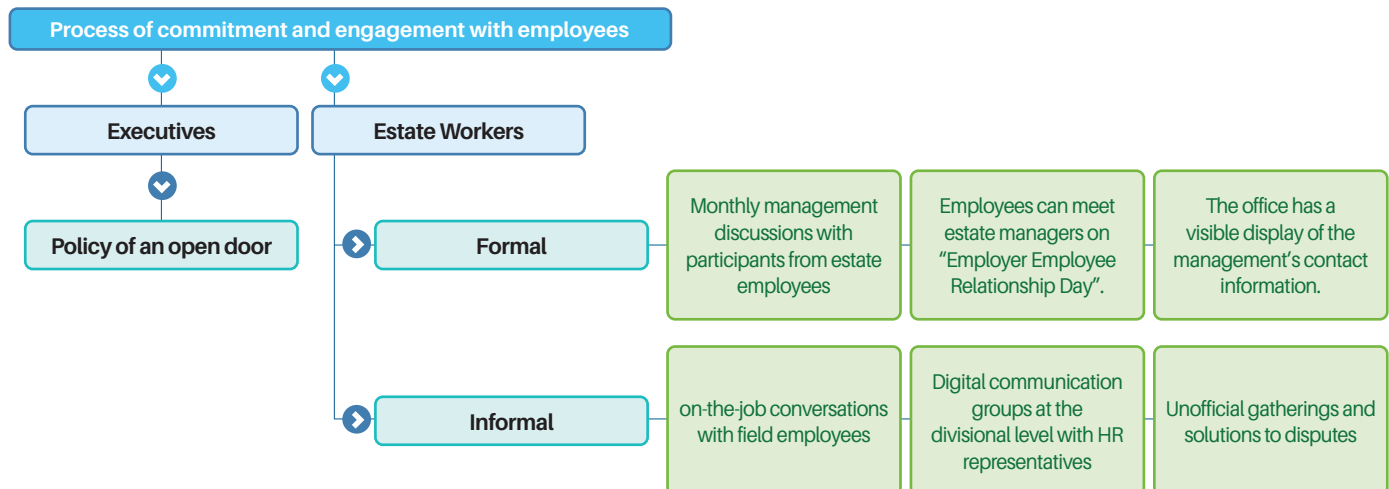 Process of commitment and engagement with employees
Executives
Estate Workers
Policy of an open door
Formal
Monthly management
discussions with
participants from estate
employees
Employees can meet
estate managers on
“Employer Employee
Relationship Day”.
The office has a
visible display of the
management’s contact
information.
Informal
on-the-job conversations
with field employees
Digital communication
groups at the
divisional level with HR
representatives
Unofficial gatherings and
solutions to disputes